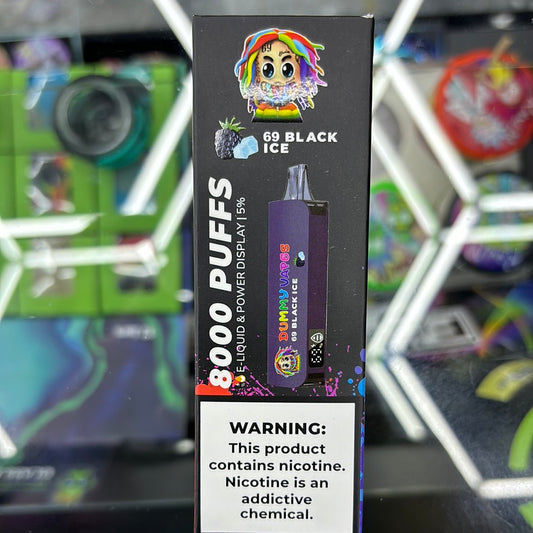 69
69 BLACK
ICE
8000 PUFFS
E-LIQUID & POWER DISPLAY | 5%
DUMMY VAPES
69 BLACK ICE
WARNING:
This product
contains nicotine.
Nicotine is an
addictive
chemical.